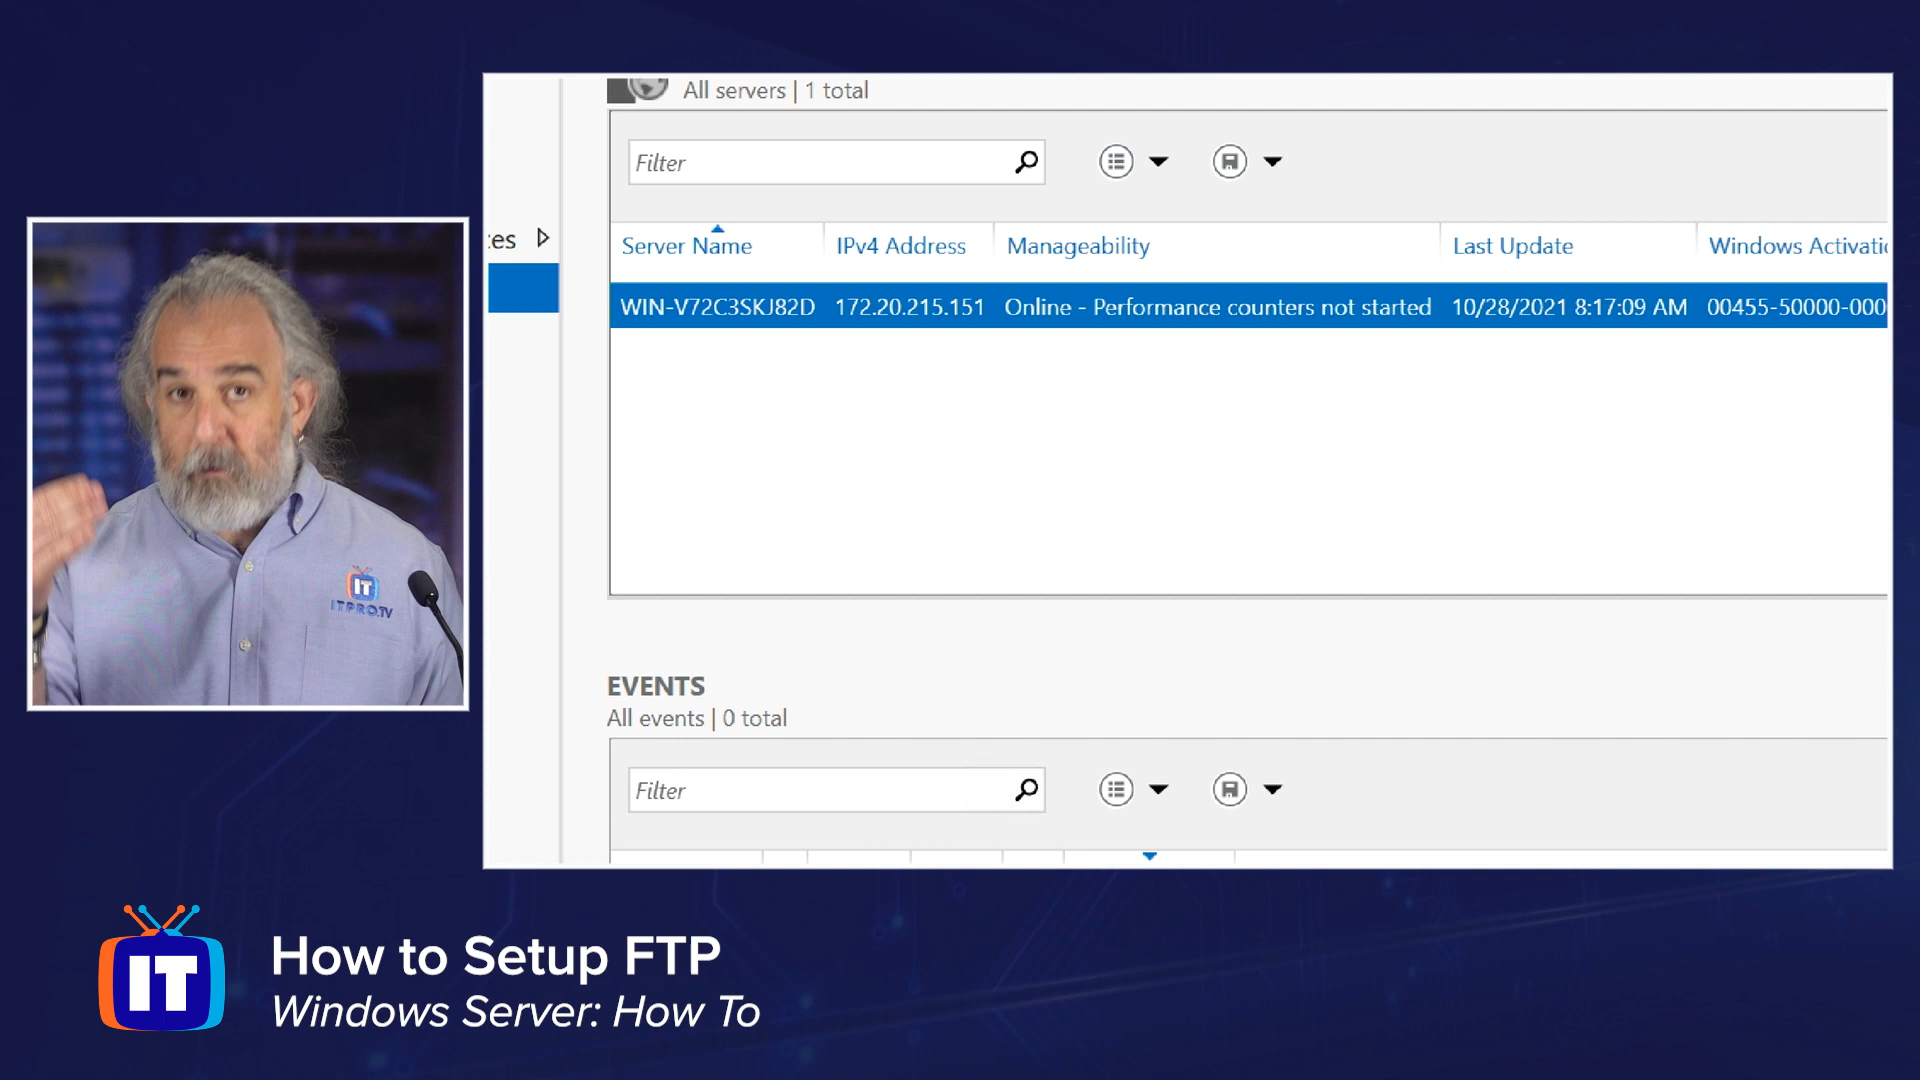 All servers | 1 total
Filter
es
Server Name IPv4 Address Manageability Last Update Windows Activatio
WIN-V72C3SKJ82D 172.20.215.151 Online - Performance counters not started 10/28/2021 8:17:09 AM 00455-50000-000
IT
ITPRO.TV
EVENTS
All events | 0 total
Filter
IT
How to Setup FTP
Windows Server: How To